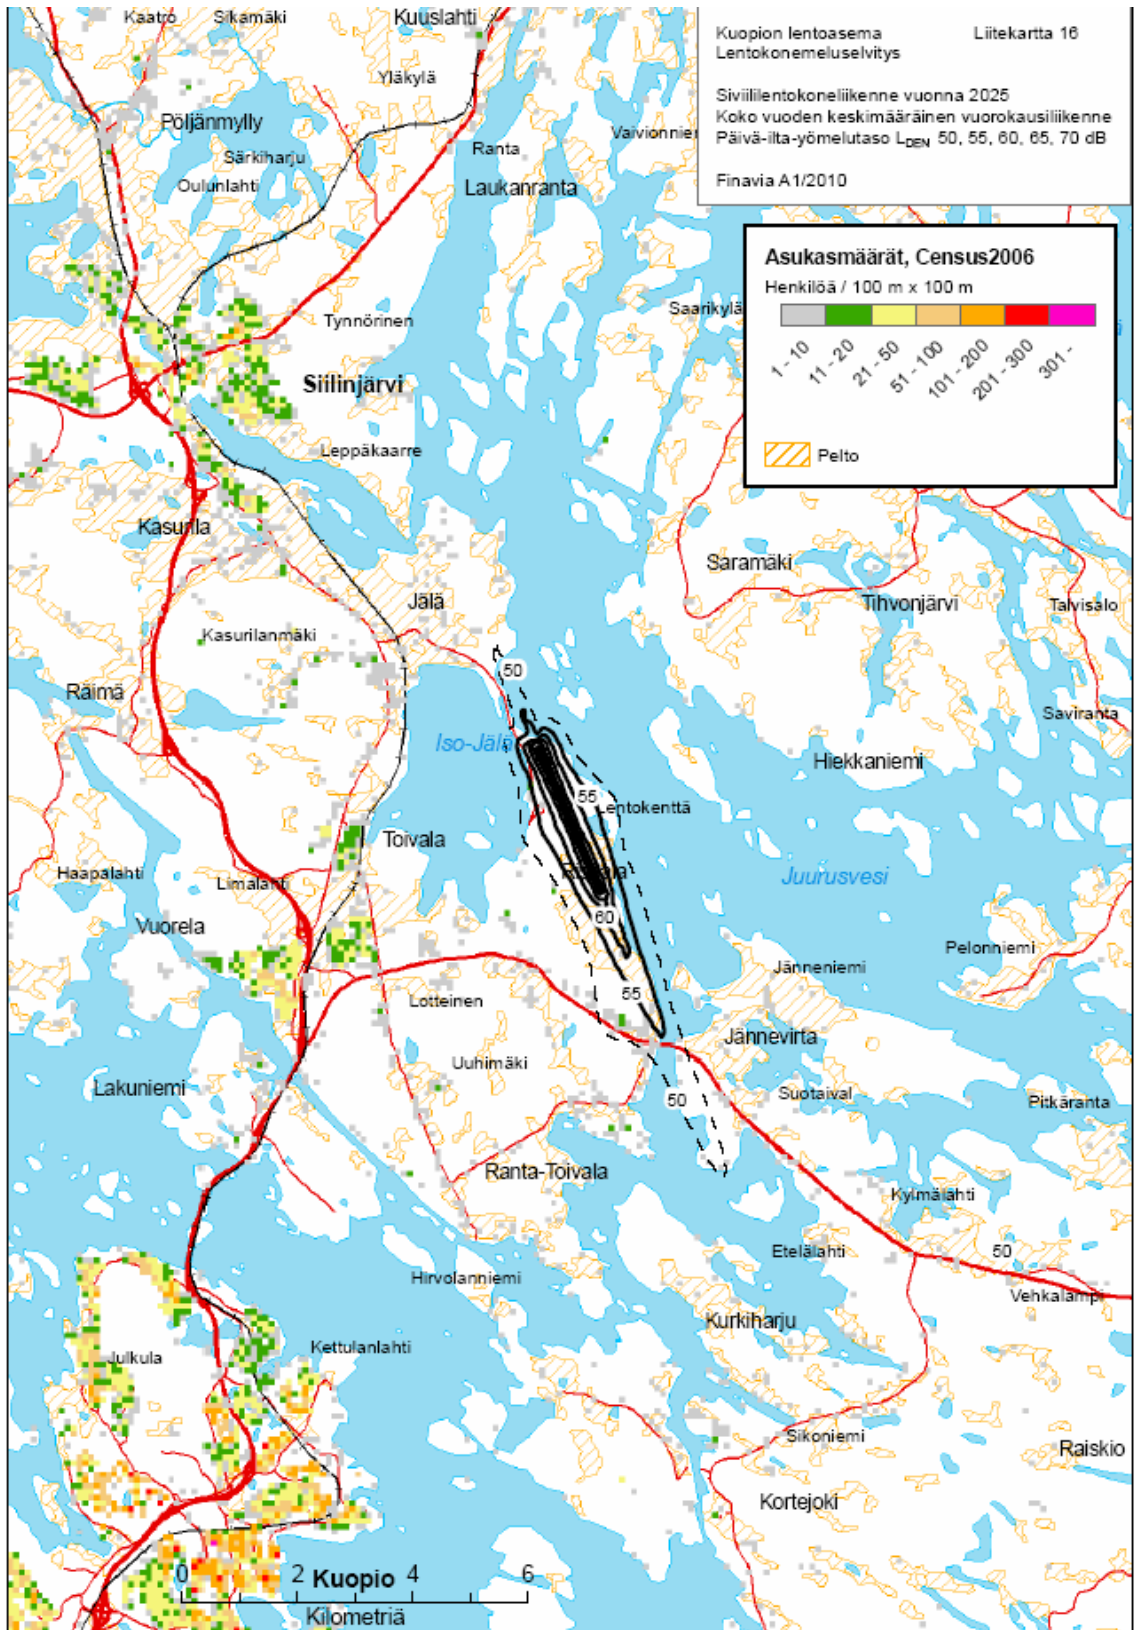 Kaatro
Sikamäki
Kuuslahti
Kuopion lentoasema Liitekartta 16
Lentokonemeluselvitys
Siviililentokoneliikenne vuonna 2025
Koko vuoden keskimääräinen vuorokausiliikenne
Päivä-ilta-yömelutaso LDEN 50, 55, 60, 65, 70 dB
Finavia A1/2010
Yläkylä
Pöljänmylly
Vaivionnier
Särkiharju
Ranta
Oulunlahti
Laukanranta
Asukasmäärät, Census2006
Henkilöä / 100 m x 100 m
1 - 10
11 - 20
21 - 50
51 - 100
101 - 200
201 - 300
301 -
Pelto
Saarikylä
Tynnörinen
Siilinjärvi
Leppäkaarre
Kasurila
Saramäki
Jälä
Tihvonjärvi
Talvisalo
Kasurilanmäki
50
Räimä
Saviranta
Iso-Jälä
Hiekkaniemi
55
Lentokenttä
Toivala
Haapalahti
Limalahti
Juurusvesi
60
Vuorela
Pelonniemi
Jänneniemi
55
Lotteinen
Jännevirta
Uuhimäki
Lakuniemi
50
Suotaival
Pitkäranta
Ranta-Toivala
Kylmälahti
Etelälahti
50
Hirvolanniemi
Vehkalampi
Kurkiharju
Kettulanlahti
Julkula
Sikoniemi
Raiskio
Kortejoki
0 2 Kuopio 4 6
Kilometriä